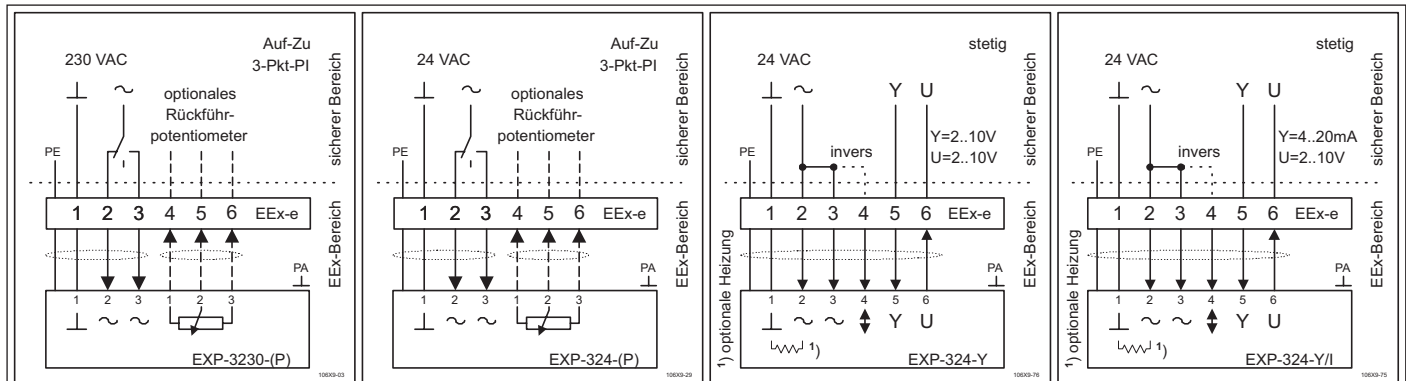 230 VAC
Auf-Zu
3-Pkt-PI
⊥ ~
optionales
Rückführ-
potentiometer
sicherer Bereich
PE
1 2 3 4 5 6 EEx-e
EEx-Bereich
PA
1 2 3 1 2 3
⊥ ~ ~
EXP-3230-(P)
106X9-03
24 VAC
Auf-Zu
3-Pkt-PI
⊥ ~
optionales
Rückführ-
potentiometer
sicherer Bereich
PE
1 2 3 4 5 6 EEx-e
EEx-Bereich
PA
1 2 3 1 2 3
⊥ ~ ~
EXP-324-(P)
106X9-29
24 VAC
stetig
⊥ ~ Y U
Y=2..10V
U=2..10V
invers
sicherer Bereich
PE
1 2 3 4 5 6 EEx-e
EEx-Bereich
PA
1 2 3 4 5 6
⊥ ~ ~ Y U
1)
EXP-324-Y
1) optionale Heizung
106X9-76
24 VAC
stetig
⊥ ~ Y U
Y=4..20mA
U=2..10V
invers
sicherer Bereich
PE
1 2 3 4 5 6 EEx-e
EEx-Bereich
PA
1 2 3 4 5 6
⊥ ~ ~ Y U
1)
EXP-324-Y/I
1) optionale Heizung
106X9-75